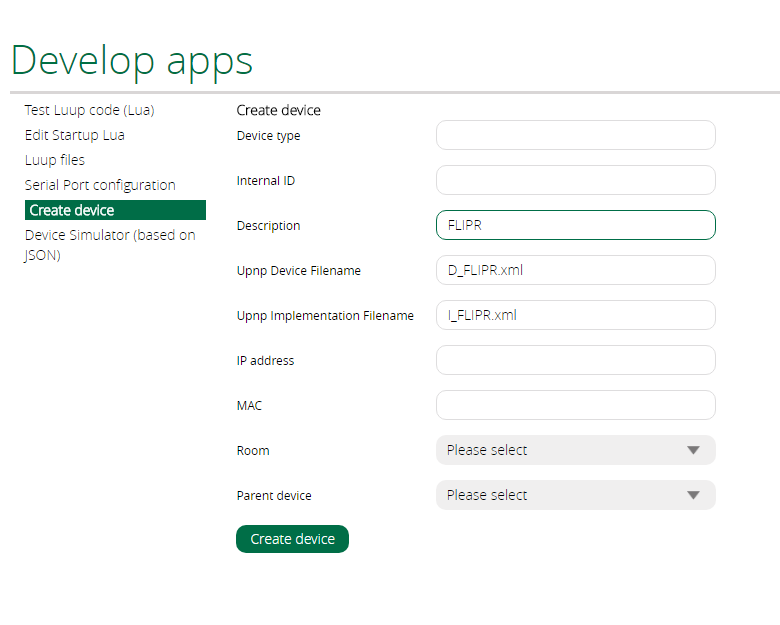 Develop apps
Test Luup code (Lua)
Edit Startup Lua
Luup files
Serial Port configuration
Create device
Device Simulator (based on
JSON)
Create device
Device type
Internal ID
Description
FLIPR
Upnp Device Filename
D_FLIPR.xml
Upnp Implementation Filename
I_FLIPR.xml
IP address
MAC
Room
Please select
Parent device
Please select
Create device